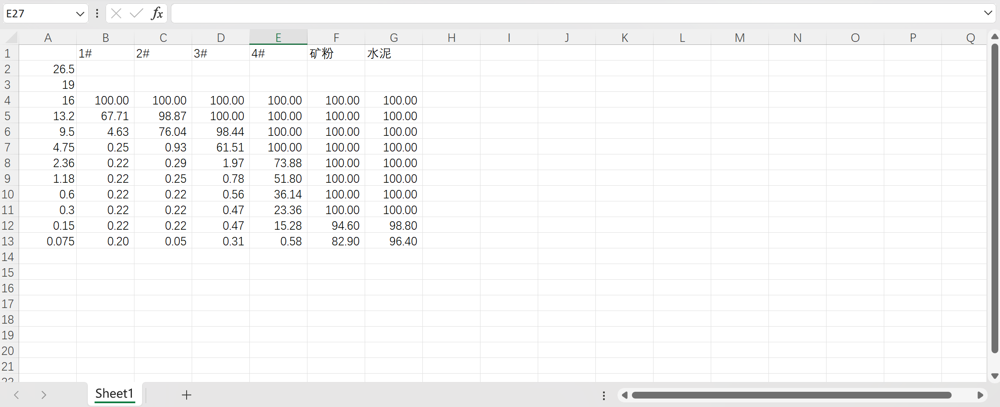 E27
fx
A B C D E F G H I J K L M N O P Q
1 1# 2# 3# 4# 矿粉 水泥
2 26.5
3 19
4 16 100.00 100.00 100.00 100.00 100.00 100.00
5 13.2 67.71 98.87 100.00 100.00 100.00 100.00
6 9.5 4.63 76.04 98.44 100.00 100.00 100.00
7 4.75 0.25 0.93 61.51 100.00 100.00 100.00
8 2.36 0.22 0.29 1.97 73.88 100.00 100.00
9 1.18 0.22 0.25 0.78 51.80 100.00 100.00
10 0.6 0.22 0.22 0.56 36.14 100.00 100.00
11 0.3 0.22 0.22 0.47 23.36 100.00 100.00
12 0.15 0.22 0.22 0.47 15.28 94.60 98.80
13 0.075 0.20 0.05 0.31 0.58 82.90 96.40
14
15
16
17
18
19
20
21
22
Sheet1